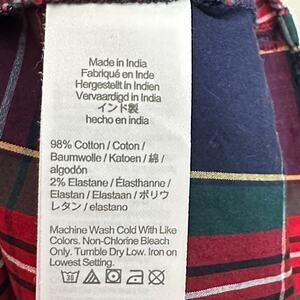 Made in India
Fabriqué en Inde
Hergestellt in Indien
Vervaardigd in India
インド製
hecho en india
98% Cotton / Coton /
Baumwolle / Katoen / 綿 /
algodón
2% Elastane / Élasthanne /
Elastan / Elastaan / ポリウ
レタン / elastano
Machine Wash Cold With Like
Colors. Non-Chlorine Bleach
Only. Tumble Dry Low. Iron on
Lowest Setting.